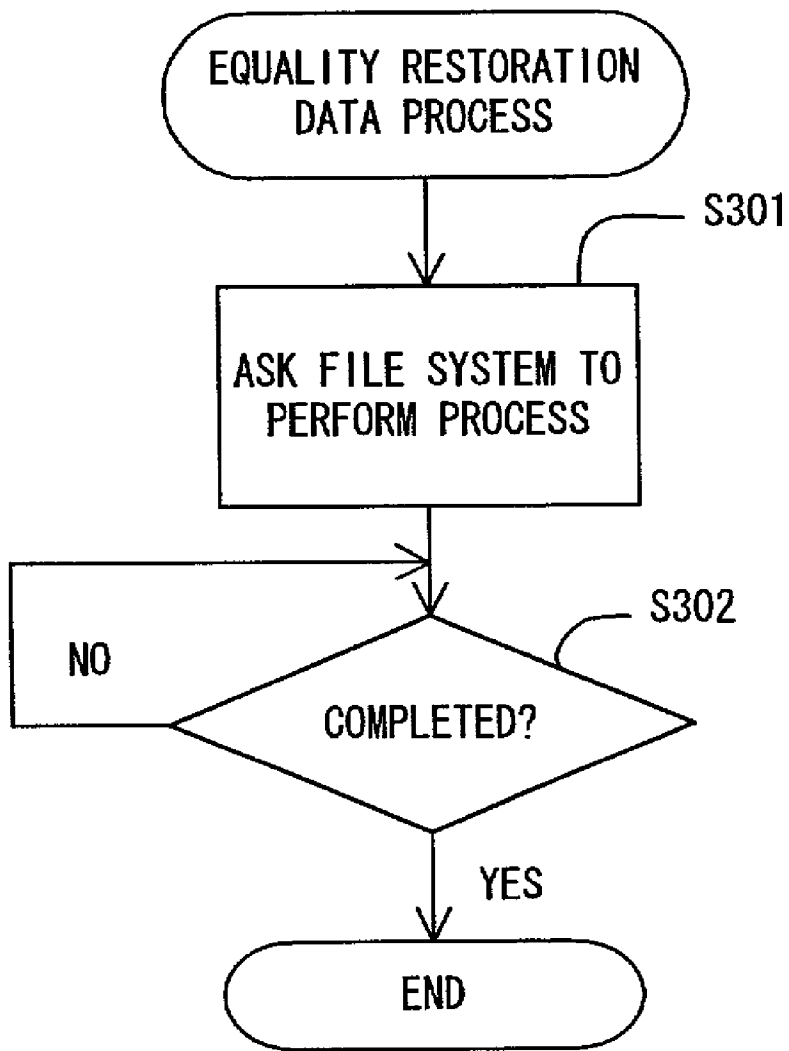 EQUALITY RESTORATION
DATA PROCESS
S301
ASK FILE SYSTEM TO
PERFORM PROCESS
S302
NO
COMPLETED?
YES
END